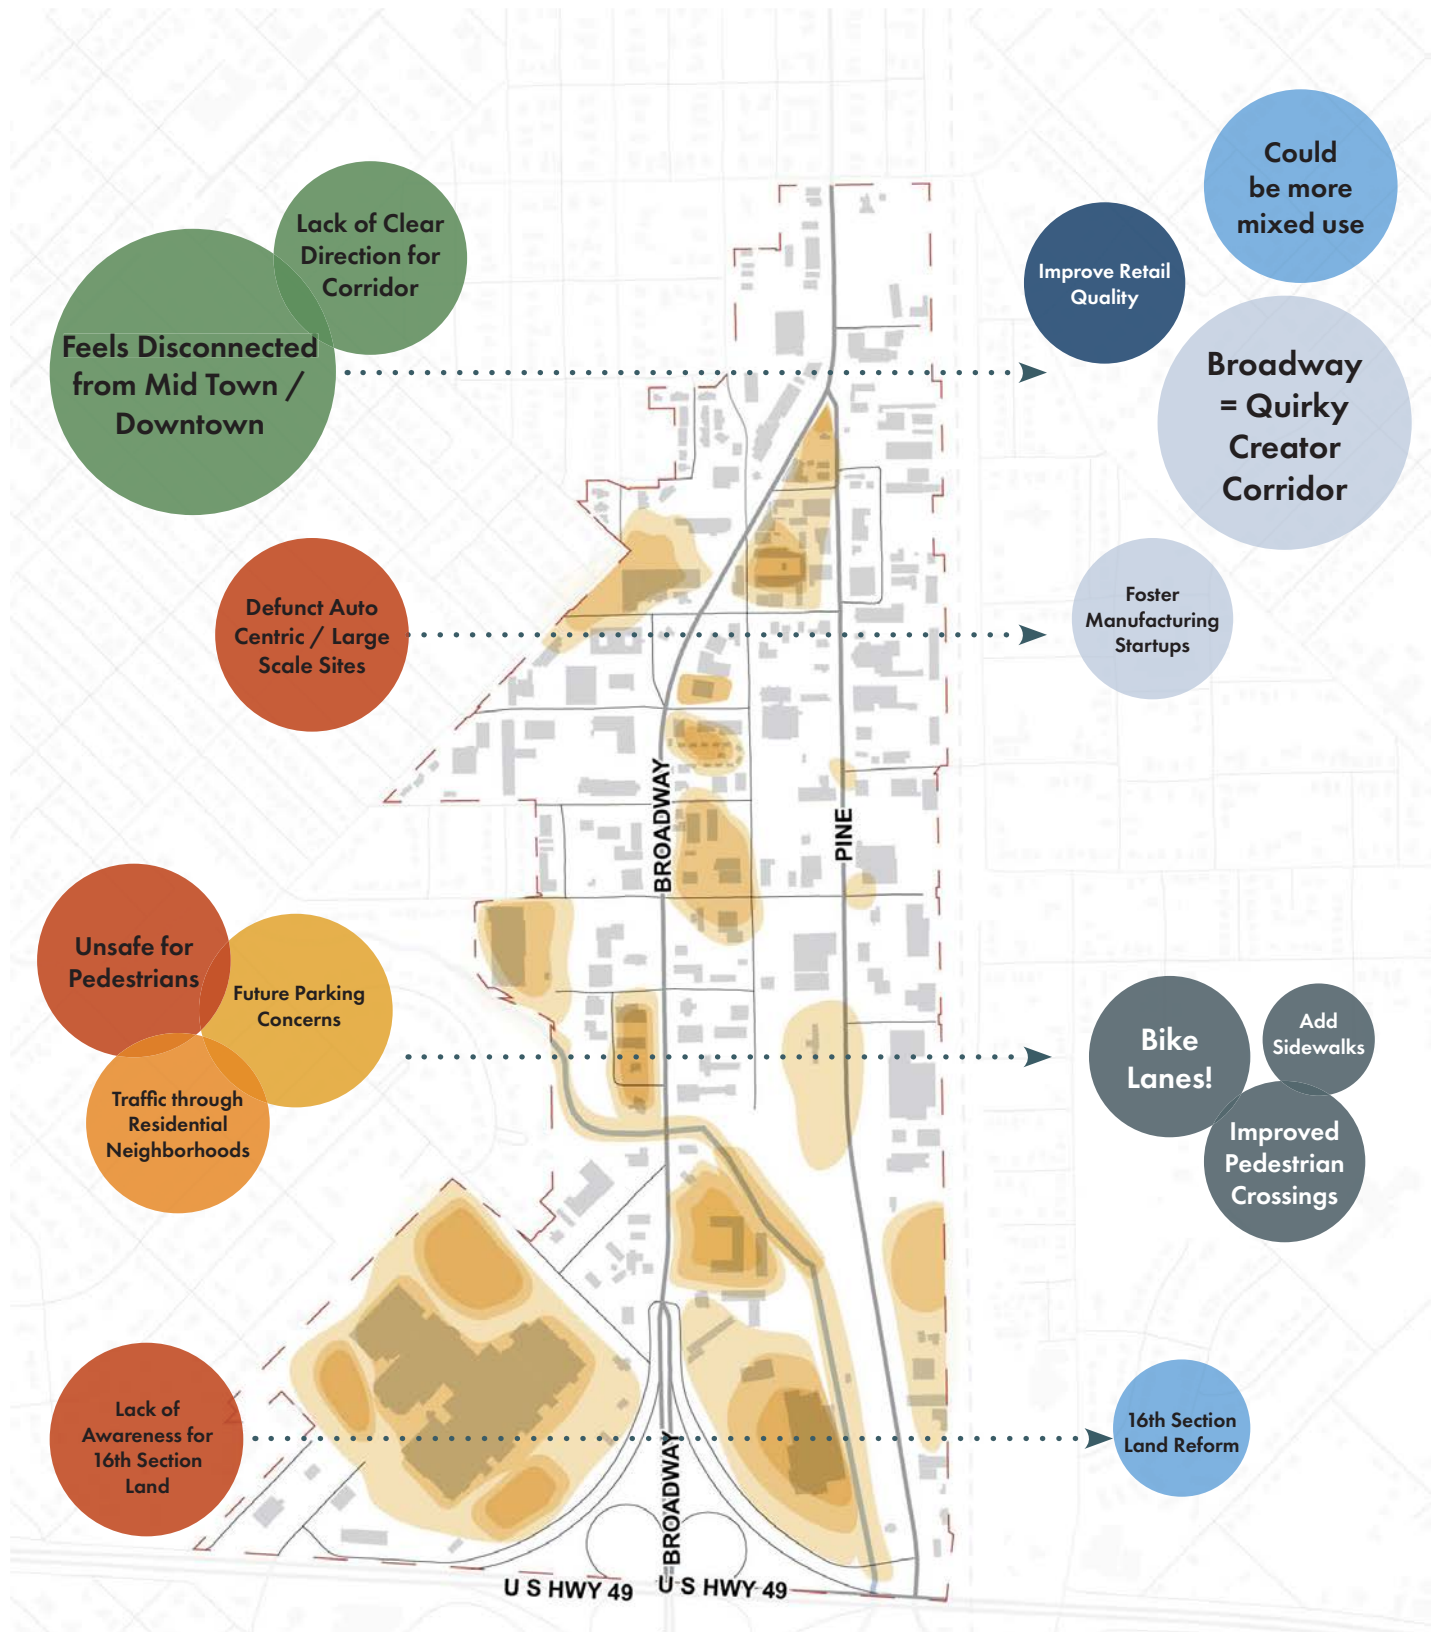 Lack of Clear
Direction for
Corridor
Feels Disconnected
from Mid Town /
Downtown
Could
be more
mixed use
Improve Retail
Quality
Broadway
= Quirky
Creator
Corridor
Defunct Auto
Centric / Large
Scale Sites
Foster
Manufacturing
Startups
BROADWAY
PINE
Unsafe for
Pedestrians
Future Parking
Concerns
Traffic through
Residential
Neighborhoods
Bike
Lanes!
Add
Sidewalks
Improved
Pedestrian
Crossings
Lack of
Awareness for
16th Section
Land
16th Section
Land Reform
BROADWAY
U S HWY 49
U S HWY 49